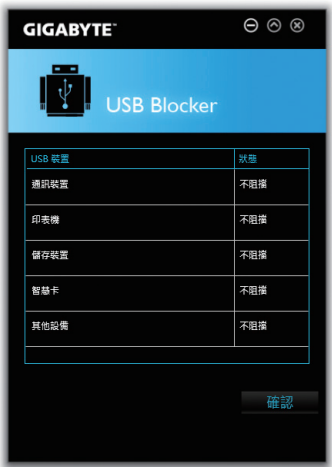 GIGABYTE™
USB Blocker
USB 裝置 狀態
通訊裝置 不阻擋
印表機 不阻擋
儲存裝置 不阻擋
智慧卡 不阻擋
其他設備 不阻擋
確認